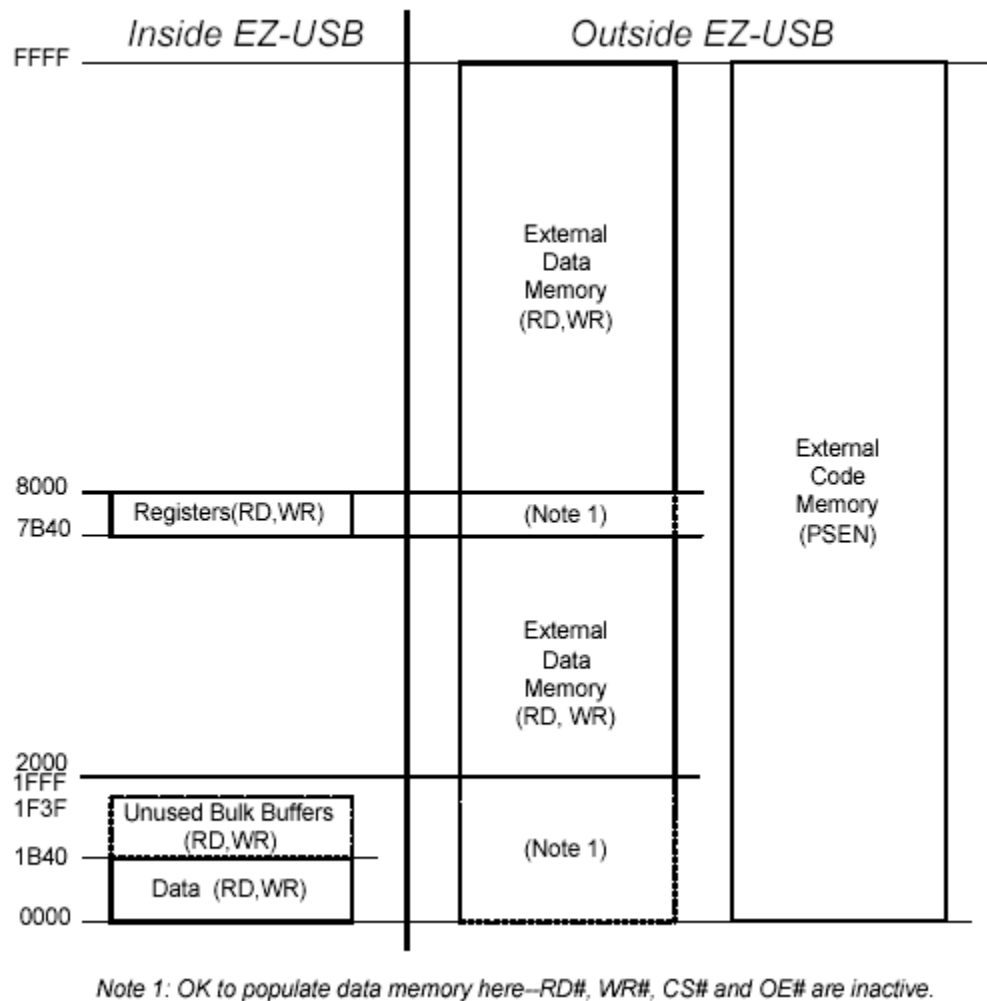 Inside EZ-USB
Outside EZ-USB
FFFF
External
Data
Memory
(RD,WR)
External
Code
Memory
(PSEN)
8000
Registers(RD,WR)
(Note 1)
7B40
External
Data
Memory
(RD, WR)
2000
1FFF
1F3F
Unused Bulk Buffers
(RD,WR)
(Note 1)
1B40
Data (RD,WR)
0000
Note 1: OK to populate data memory here--RD#, WR#, CS# and OE# are inactive.